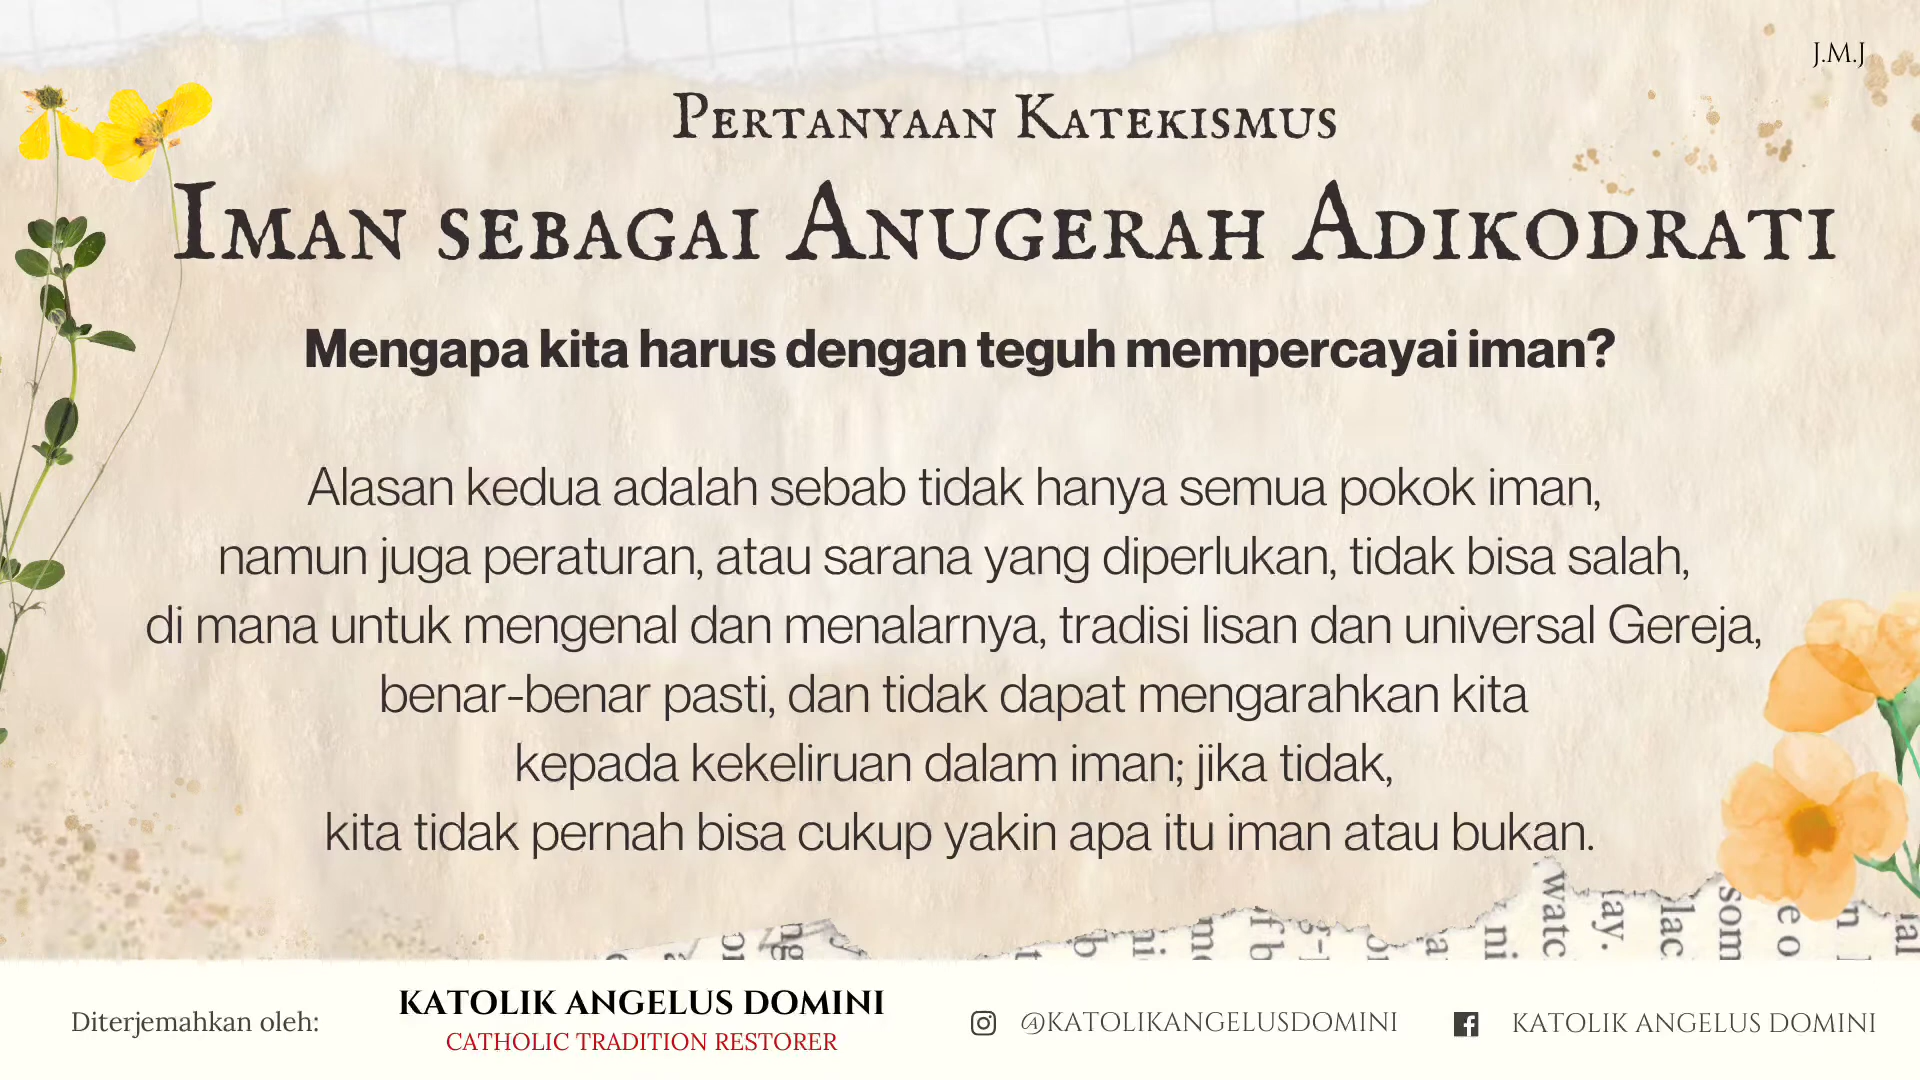 J.M.J
Pertanyaan Katekismus
Iman sebagai Anugerah Adikodrati
Mengapa kita harus dengan teguh mempercayai iman?
Alasan kedua adalah sebab tidak hanya semua pokok iman,
namun juga peraturan, atau sarana yang diperlukan, tidak bisa salah,
di mana untuk mengenal dan menalarnya, tradisi lisan dan universal Gereja,
benar-benar pasti, dan tidak dapat mengarahkan kita
kepada kekeliruan dalam iman; jika tidak,
kita tidak pernah bisa cukup yakin apa itu iman atau bukan.
Diterjemahkan oleh:
KATOLIK ANGELUS DOMINI
CATHOLIC TRADITION RESTORER
@KATOLIKANGELUSDOMINI
KATOLIK ANGELUS DOMINI